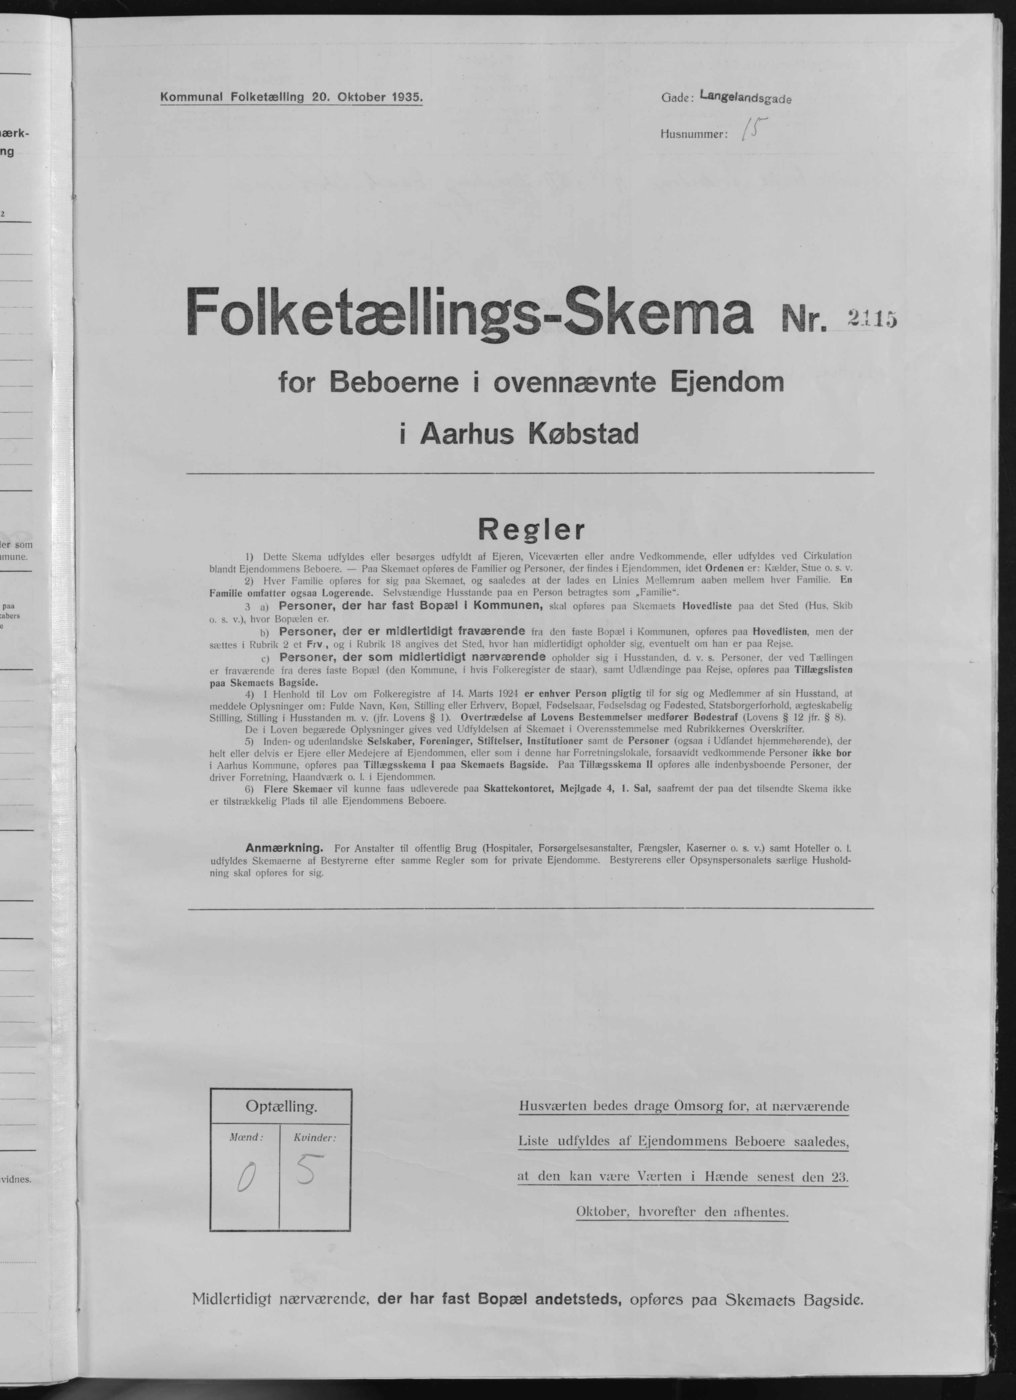 Kommunal Folketælling 20. Oktober 1935.
Gade: Langelandsgade
Husnummer: 15
Folketællings-Skema Nr. 2115
for Beboerne i ovennævnte Ejendom
i Aarhus Købstad
Regler
1) Dette Skema udfyldes eller besørges udfyldt af Ejeren, Viceværten eller andre Vedkommende, eller udfyldes ved Cirkulation
blandt Ejendommens Beboere. — Paa Skemaet opføres de Familier og Personer, der findes i Ejendommen, idet Ordenen er: Kælder, Stue o. s. v.
2) Hver Familie opføres for sig paa Skemaet, og saaledes at der lades en Linies Mellemrum aaben mellem hver Familie. En
Familie omfatter ogsaa Logerende. Selvstændige Husstande paa en Person betragtes som „Familie“.
3 a) Personer, der har fast Bopæl i Kommunen, skal opføres paa Skemaets Hovedliste paa det Sted (Hus, Skib
o. s. v.), hvor Bopælen er.
b) Personer, der er midlertidigt fraværende fra den faste Bopæl i Kommunen, opføres paa Hovedlisten, men der
sættes i Rubrik 2 et Frv., og i Rubrik 18 angives det Sted, hvor han midlertidigt opholder sig, eventuelt om han er paa Rejse.
c) Personer, der som midlertidigt nærværende opholder sig i Husstanden, d. v. s. Personer, der ved Tællingen
er fraværende fra deres faste Bopæl (den Kommune, i hvis Folkeregister de staar), samt Udlændinge paa Rejse, opføres paa Tillægslisten
paa Skemaets Bagside.
4) I Henhold til Lov om Folkeregistre af 14. Marts 1924 er enhver Person pligtig til for sig og Medlemmer af sin Husstand, at
meddele Oplysninger om: Fulde Navn, Køn, Stilling eller Erhverv, Bopæl, Fødselsaar, Fødselsdag og Fødested, Statsborgerforhold, ægteskabelig
Stilling, Stilling i Husstanden m. v. (jfr. Lovens § 1). Overtrædelse af Lovens Bestemmelser medfører Bødestraf (Lovens § 12 jfr. § 8).
De i Loven begærede Oplysninger gives ved Udfyldelsen af Skemaet i Overensstemmelse med Rubrikkernes Overskrifter.
5) Inden- og udenlandske Selskaber, Foreninger, Stiftelser, Institutioner samt de Personer (ogsaa i Udlandet hjemmehørende), der
helt eller delvis er Ejere eller Medejere af Ejendommen, eller som i denne har Forretningslokale, forsaavidt vedkommende Personer ikke bor
i Aarhus Kommune, opføres paa Tillægsskema I paa Skemaets Bagside. Paa Tillægsskema II opføres alle indenbysboende Personer, der
driver Forretning, Haandværk o. l. i Ejendommen.
6) Flere Skemaer vil kunne faas udleverede paa Skattekontoret, Mejlgade 4, 1. Sal, saafremt der paa det tilsendte Skema ikke
er tilstrækkelig Plads til alle Ejendommens Beboere.
Anmærkning. For Anstalter til offentlig Brug (Hospitaler, Forsørgelsesanstalter, Fængsler, Kaserner o. s. v.) samt Hoteller o. l.
udfyldes Skemaerne af Bestyrerne efter samme Regler som for private Ejendomme. Bestyrerens eller Opsynspersonalets særlige Hushold-
ning skal opføres for sig.
Optælling.
Mænd: Kvinder:
0 5
Husværten bedes drage Omsorg for, at nærværende
Liste udfyldes af Ejendommens Beboere saaledes,
at den kan være Værten i Hænde senest den 23.
Oktober, hvorefter den afhentes.
Midlertidigt nærværende, der har fast Bopæl andetsteds, opføres paa Skemaets Bagside.